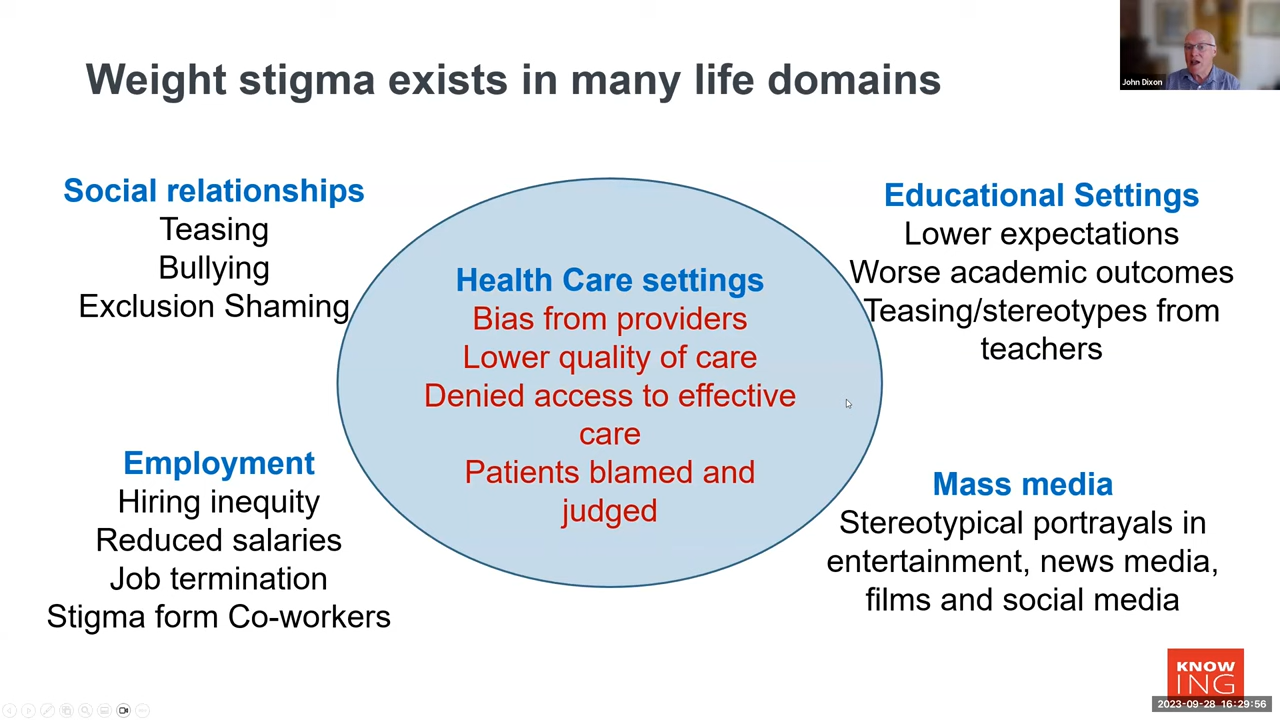 Weight stigma exists in many life domains
John Dixon
Social relationships
Teasing
Bullying
Exclusion Shaming
Health Care settings
Bias from providers
Lower quality of care
Denied access to effective
care
Patients blamed and
judged
Educational Settings
Lower expectations
Worse academic outcomes
Teasing/stereotypes from
teachers
Employment
Hiring inequity
Reduced salaries
Job termination
Stigma form Co-workers
Mass media
Stereotypical portrayals in
entertainment, news media,
films and social media
KNOW
ING
2023-09-28 16:29:56